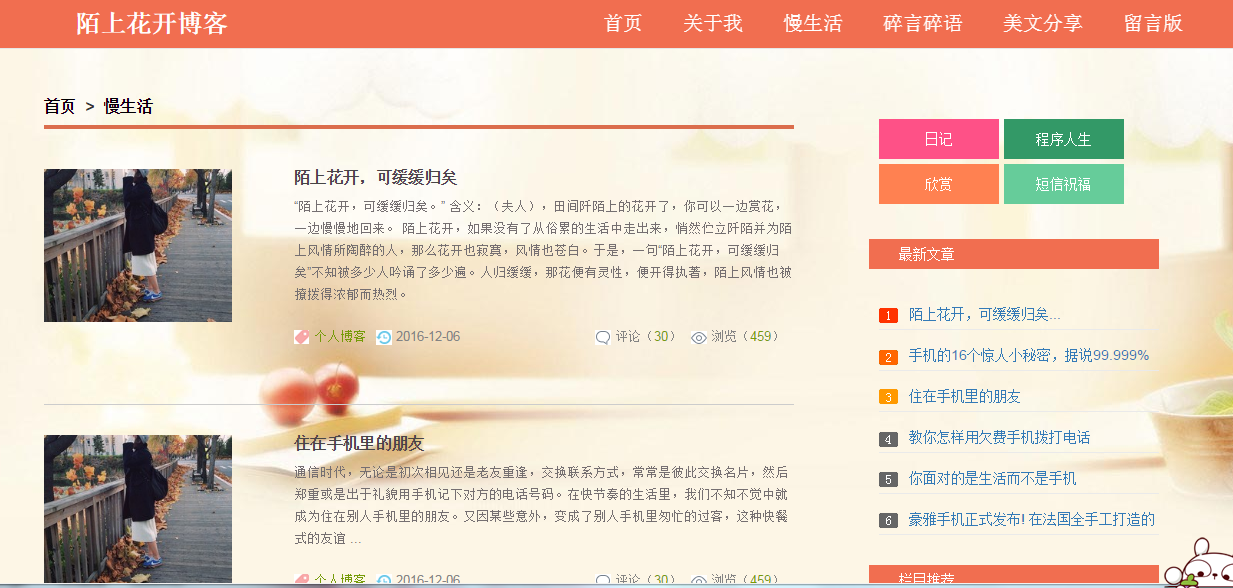 陌上花开博客
首页 关于我 慢生活 碎言碎语 美文分享 留言版
首页 > 慢生活
陌上花开，可缓缓归矣
“陌上花开，可缓缓归矣。” 含义：（夫人），田间阡陌上的花开了，你可以一边赏花，
一边慢慢地回来。 陌上花开，如果没有了从俗累的生活中走出来，悄然伫立阡陌并为陌
上风情所陶醉的人，那么花开也寂寞，风情也苍白。于是，一句“陌上花开，可缓缓归
矣”不知被多少人吟诵了多少遍。人归缓缓，那花便有灵性，便开得执著，陌上风情也被
撩拨得浓郁而热烈。
个人博客 2016-12-06 评论（30） 浏览（459）
住在手机里的朋友
通信时代，无论是初次相见还是老友重逢，交换联系方式，常常是彼此交换名片，然后
郑重或是出于礼貌用手机记下对方的电话号码。在快节奏的生活里，我们不知不觉中就
成为住在别人手机里的朋友。又因某些意外，变成了别人手机里匆忙的过客，这种快餐
式的友谊 ...
个人博客 2016-12-06 评论（30） 浏览（459）
日记 程序人生
欣赏 短信祝福
最新文章
1 陌上花开，可缓缓归矣...
2 手机的16个惊人小秘密，据说99.999%
3 住在手机里的朋友
4 教你怎样用欠费手机拨打电话
5 你面对的是生活而不是手机
6 豪雅手机正式发布! 在法国全手工打造的
栏目推荐